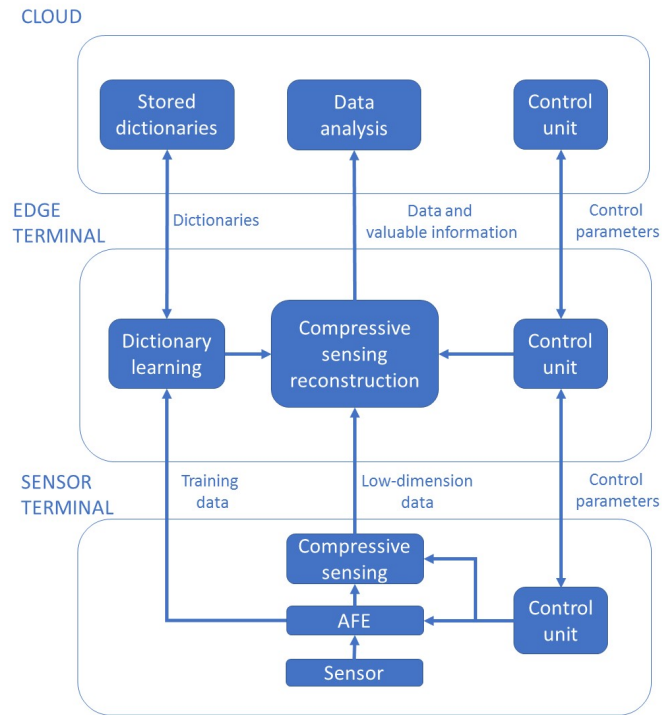 CLOUD
Stored
dictionaries
Data
analysis
Control
unit
EDGE
TERMINAL
Dictionaries
Data and
valuable information
Control
parameters
Dictionary
learning
Compressive
sensing
reconstruction
Control
unit
SENSOR
TERMINAL
Training
data
Low-dimension
data
Control
parameters
Compressive
sensing
AFE
Sensor
Control
unit